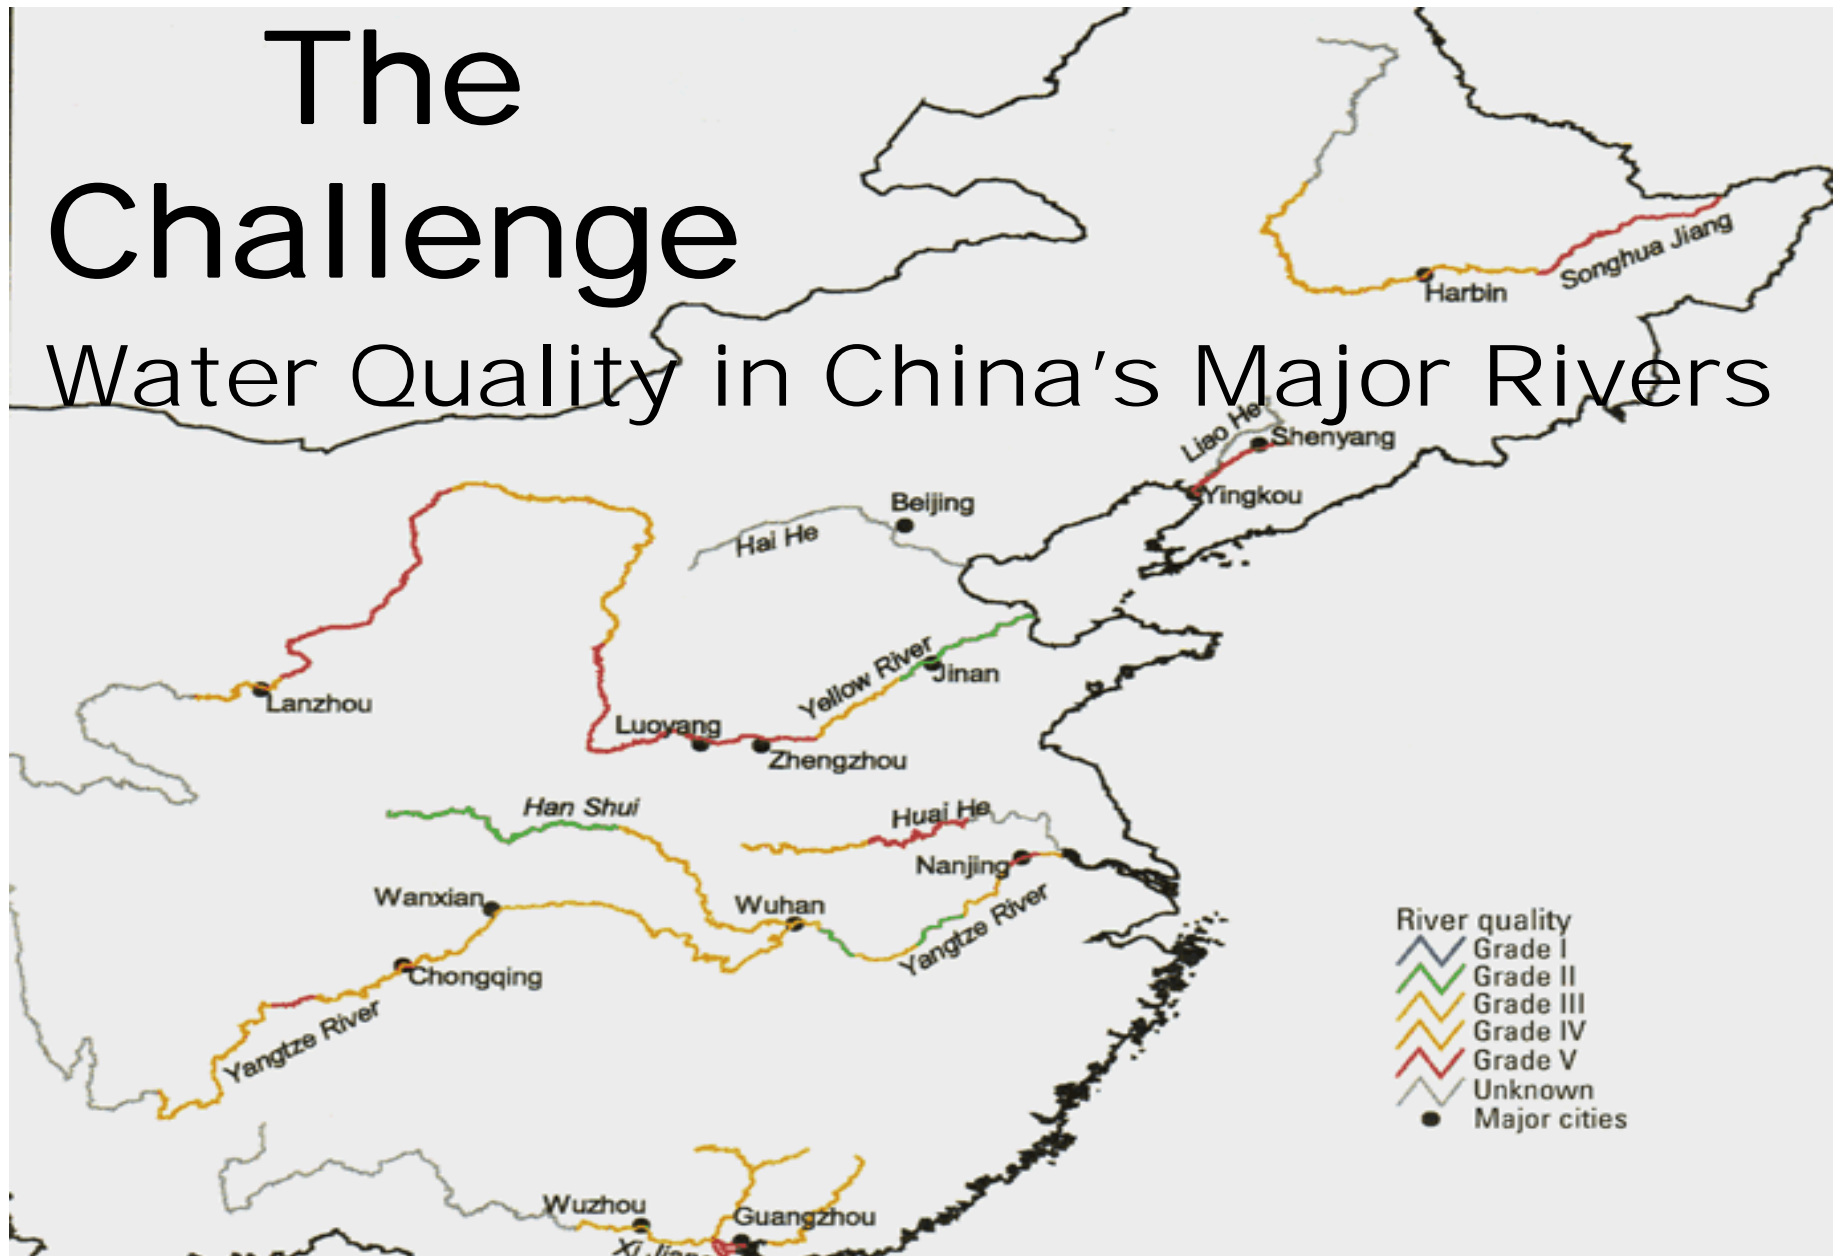 The
Challenge
Water Quality in China's Major Rivers
Songhua Jiang
Harbin
Liao He
Shenyang
Yingkou
Beijing
Hai He
Yellow River
Jinan
Lanzhou
Luoyang
Zhengzhou
Han Shui
Huai He
Nanjing
Wanxian
Wuhan
Yangtze River
Chongqing
Yangtze River
River quality
Grade I
Grade II
Grade III
Grade IV
Grade V
Unknown
Major cities
Wuzhou
Guangzhou